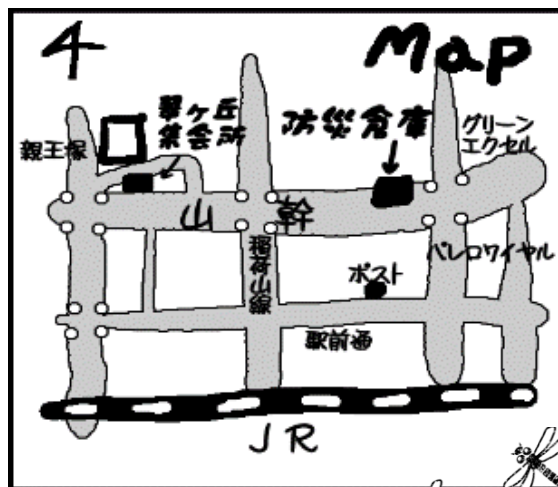 4
Map
翠ヶ丘
集会所
防災倉庫
グリーン
エクセル
親王塚
山幹
稲荷山線
パレロワイヤル
ポスト
駅前通
JR